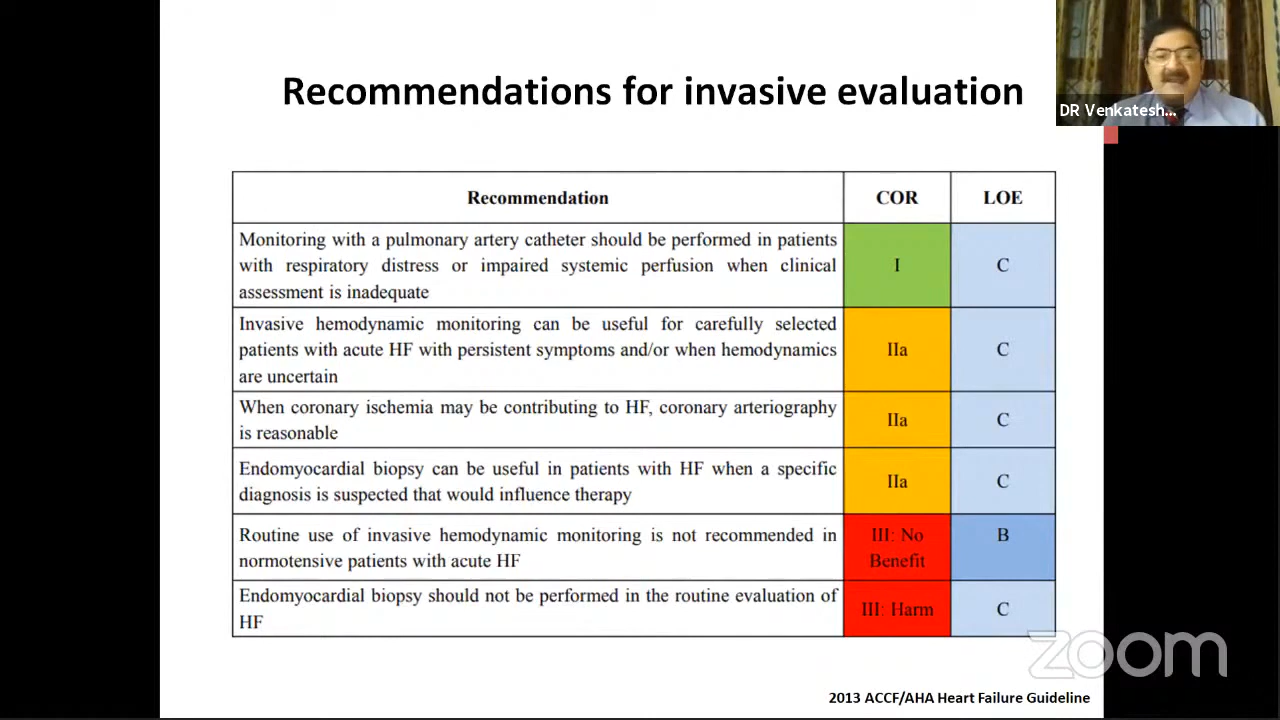 Recommendations for invasive evaluation
DR Venkatesh...
Recommendation COR LOE
Monitoring with a pulmonary artery catheter should be performed in patients
with respiratory distress or impaired systemic perfusion when clinical
assessment is inadequate
I C
Invasive hemodynamic monitoring can be useful for carefully selected
patients with acute HF with persistent symptoms and/or when hemodynamics
are uncertain
IIa C
When coronary ischemia may be contributing to HF, coronary arteriography
is reasonable
IIa C
Endomyocardial biopsy can be useful in patients with HF when a specific
diagnosis is suspected that would influence therapy
IIa C
Routine use of invasive hemodynamic monitoring is not recommended in
normotensive patients with acute HF
III: No
Benefit
B
Endomyocardial biopsy should not be performed in the routine evaluation of
HF
III: Harm C
zoom
2013 ACCF/AHA Heart Failure Guideline